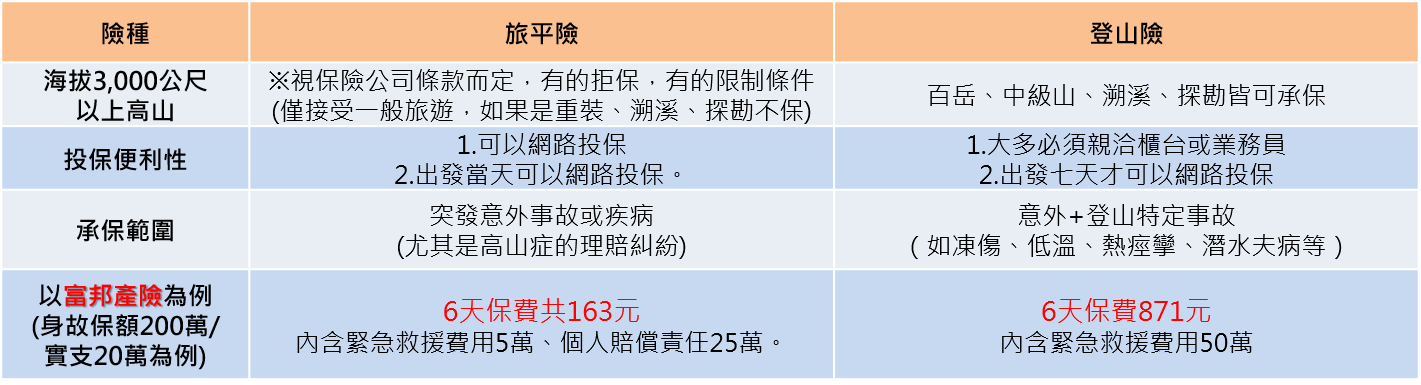 險種
旅平險
登山險
海拔3,000公尺
以上高山
※視保險公司條款而定，有的拒保，有的限制條件
(僅接受一般旅遊，如果是重裝、溯溪、探勘不保)
百岳、中級山、溯溪、探勘皆可承保
投保便利性
1.可以網路投保
2.出發當天可以網路投保。
1.大多必須親洽櫃台或業務員
2.出發七天才可以網路投保
承保範圍
突發意外事故或疾病
(尤其是高山症的理賠糾紛)
意外+登山特定事故
（如凍傷、低溫、熱痙攣、潛水夫病等）
以富邦產險為例
(身故保額200萬/
實支20萬為例)
6天保費共163元
內含緊急救援費用5萬、個人賠償責任25萬。
6天保費871元
內含緊急救援費用50萬